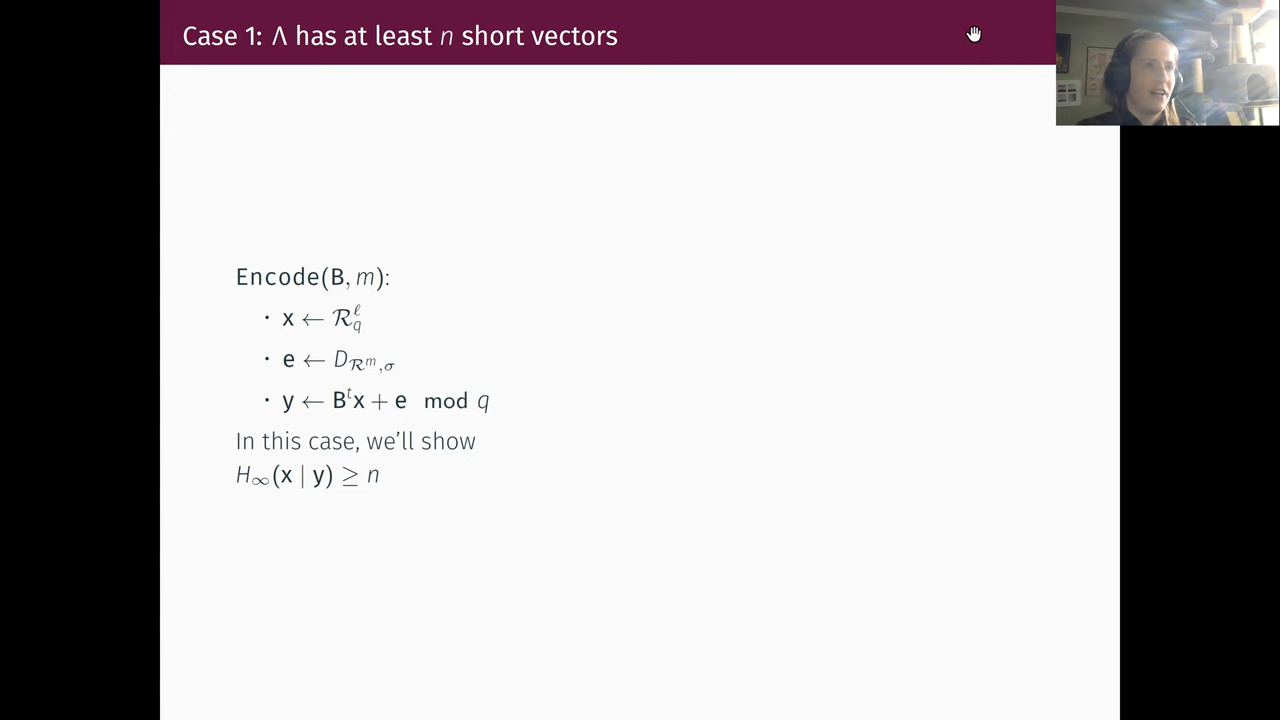 Case 1: Λ has at least n short vectors
Encode(B, m):
· x ← ℛ_q^ℓ
· e ← D_{ℛ^m,σ}
· y ← B^t x + e mod q
In this case, we'll show
H_∞(x | y) ≥ n